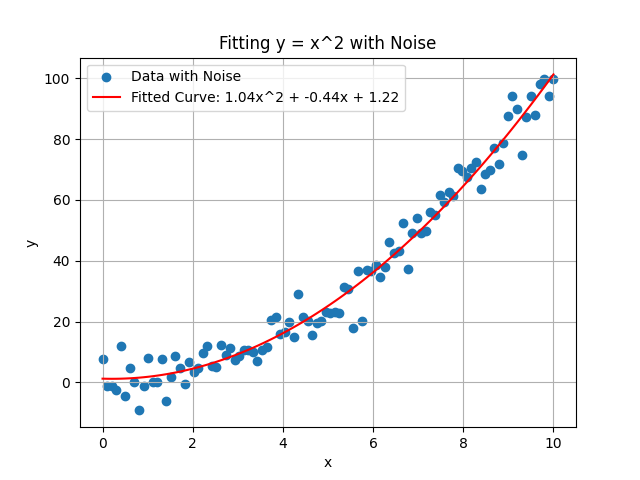 Fitting y = x^2 with Noise
Data with Noise
Fitted Curve: 1.04x^2 + -0.44x + 1.22
100
80
60
40
20
0
y
0 2 4 6 8 10
x